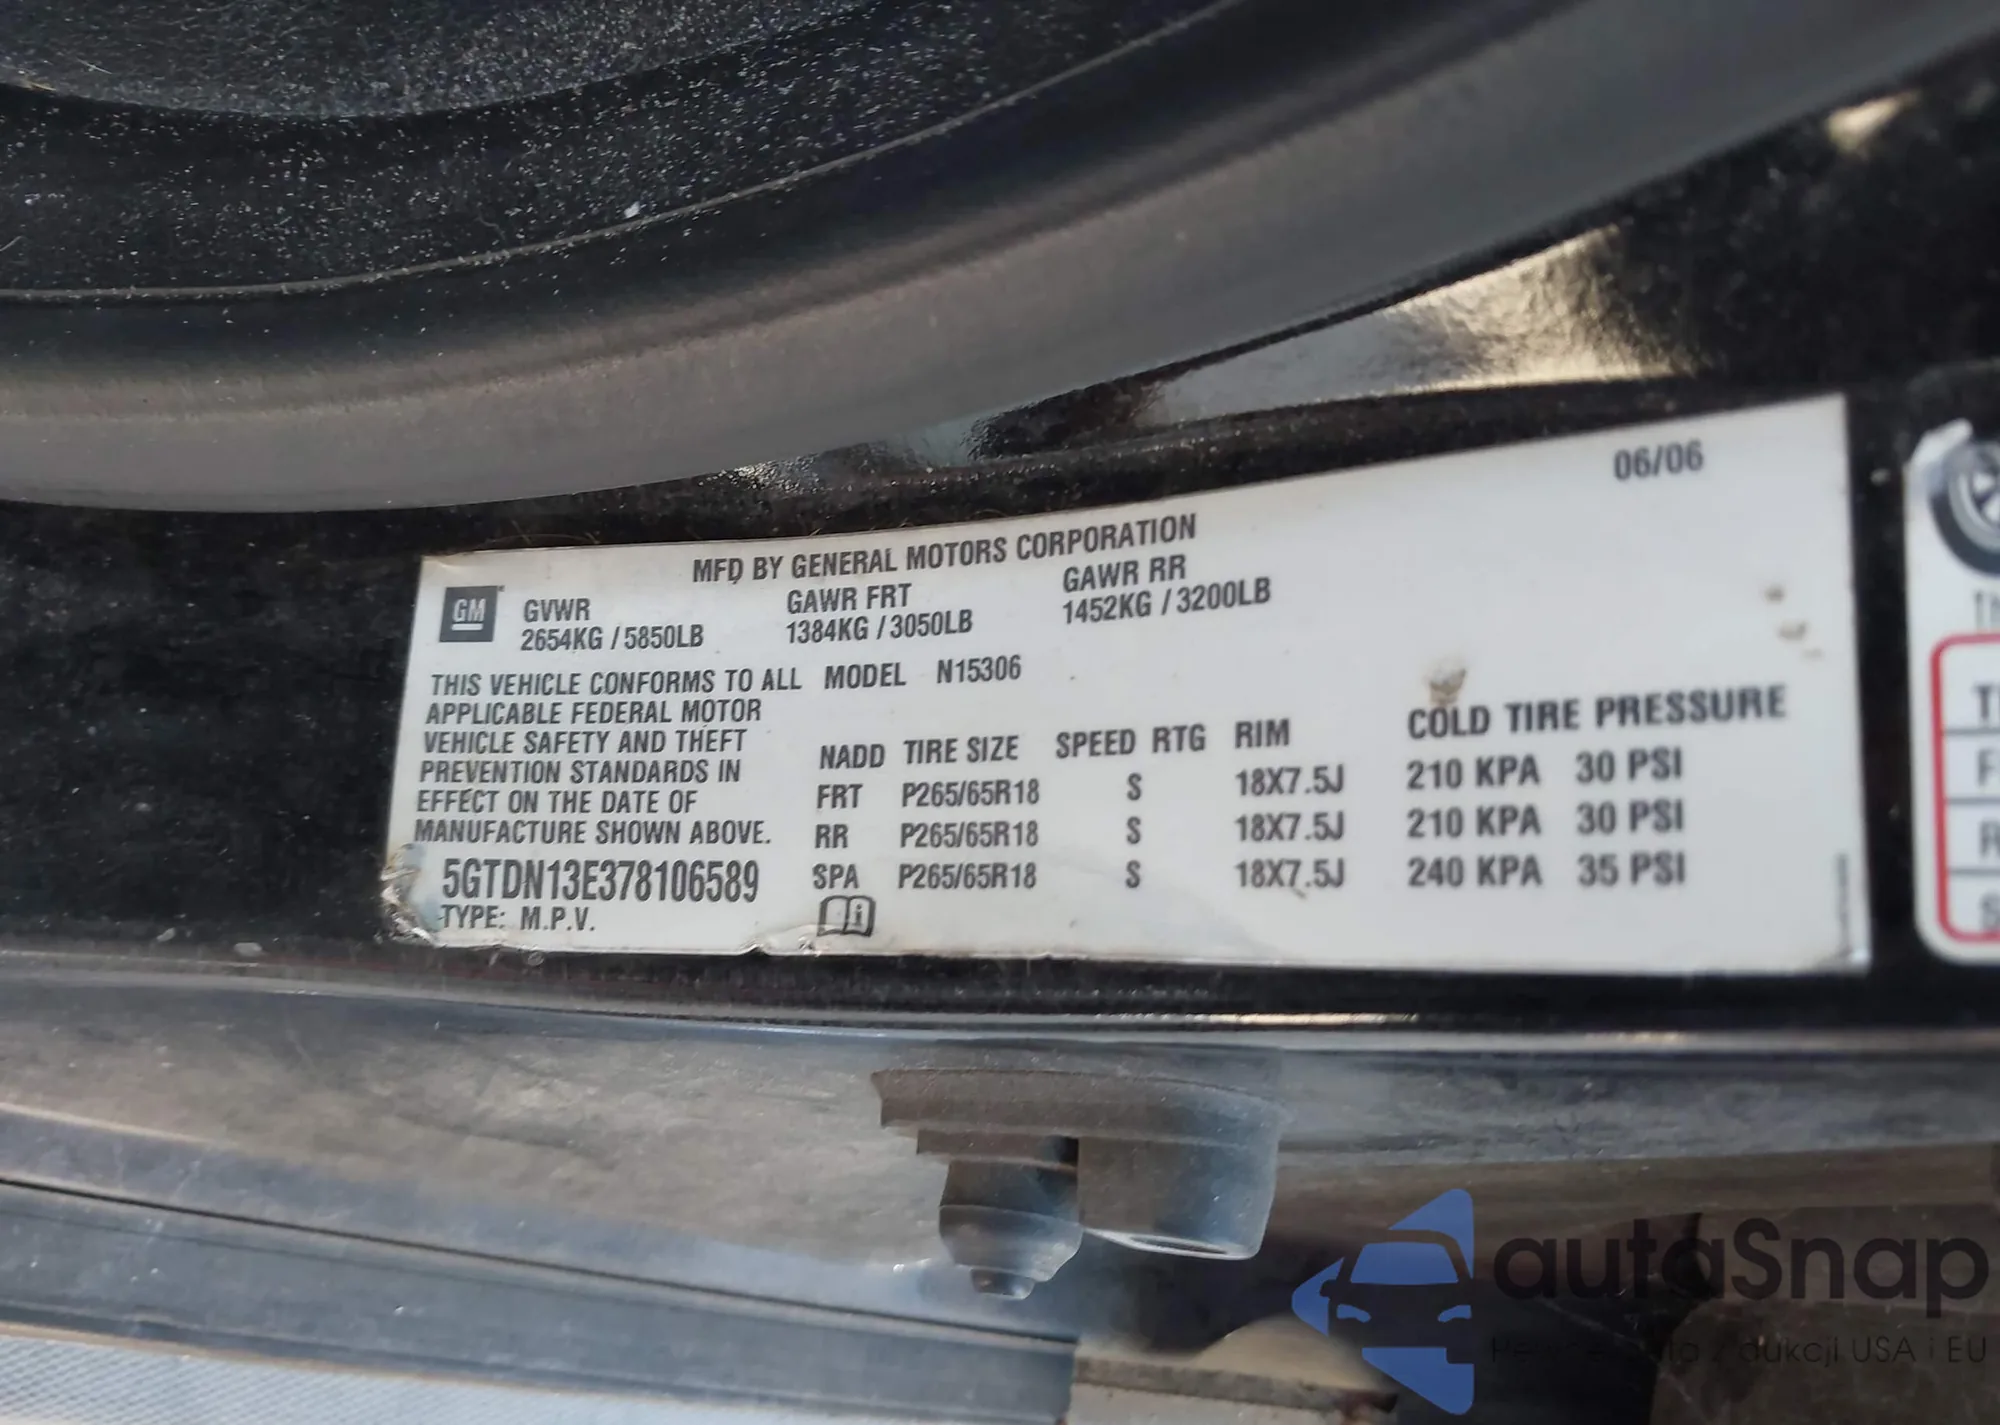 06/06
MFD BY GENERAL MOTORS CORPORATION
GM
GVWR GAWR FRT GAWR RR
2654KG / 5850LB 1384KG / 3050LB 1452KG / 3200LB
THIS VEHICLE CONFORMS TO ALL MODEL N15306
APPLICABLE FEDERAL MOTOR
VEHICLE SAFETY AND THEFT
PREVENTION STANDARDS IN
EFFECT ON THE DATE OF
MANUFACTURE SHOWN ABOVE.
5GTDN13E378106589
TYPE: M.P.V.
NADD TIRE SIZE SPEED RTG RIM COLD TIRE PRESSURE
FRT P265/65R18 S 18X7.5J 210 KPA 30 PSI
RR P265/65R18 S 18X7.5J 210 KPA 30 PSI
SPA P265/65R18 S 18X7.5J 240 KPA 35 PSI
autaSnap
USA i EU